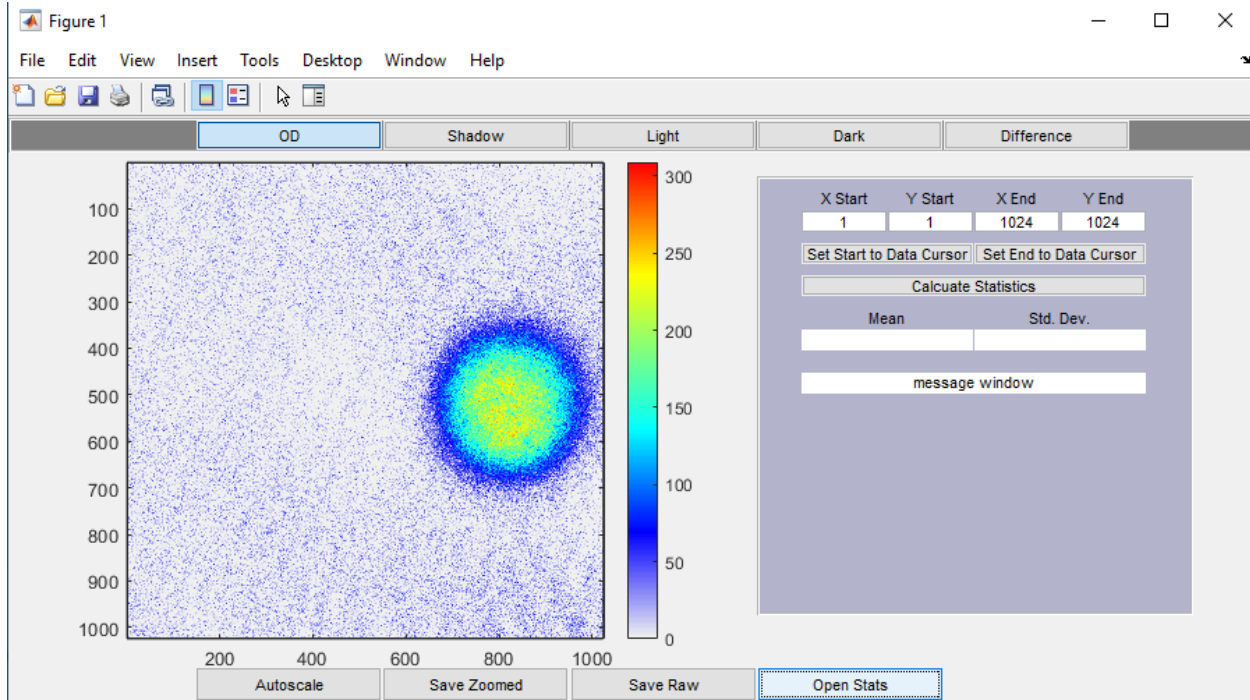 Figure 1
File Edit View Insert Tools Desktop Window Help
OD Shadow Light Dark Difference
X Start Y Start X End Y End
1 1 1024 1024
Set Start to Data Cursor Set End to Data Cursor
Calcuate Statistics
Mean Std. Dev.
message window
100
200
300
400
500
600
700
800
900
1000
200 400 600 800 1000
300
250
200
150
100
50
0
Autoscale Save Zoomed Save Raw Open Stats